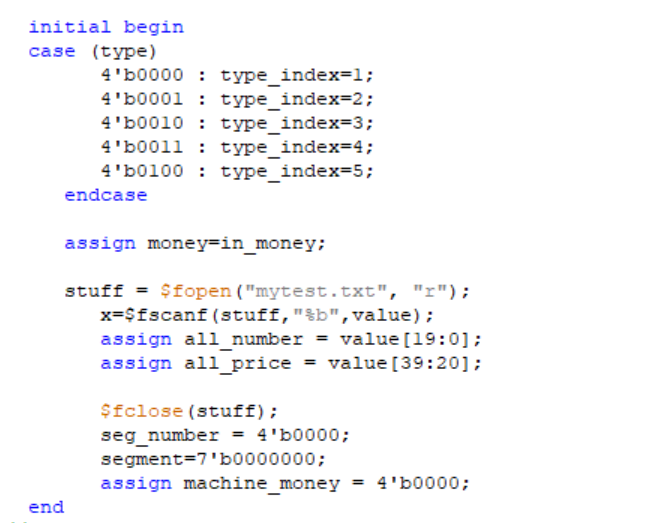 initial begin
case (type)
4'b0000 : type_index=1;
4'b0001 : type_index=2;
4'b0010 : type_index=3;
4'b0011 : type_index=4;
4'b0100 : type_index=5;
endcase
assign money=in_money;
stuff = $fopen("mytest.txt", "r");
x=$fscanf(stuff,"%b",value);
assign all_number = value[19:0];
assign all_price = value[39:20];
$fclose(stuff);
seg_number = 4'b0000;
segment=7'b0000000;
assign machine_money = 4'b0000;
end